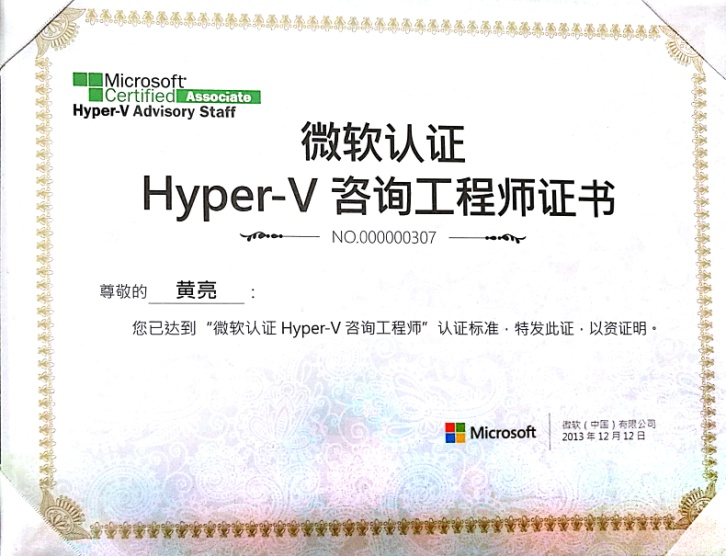 Microsoft
Certified Associate
Hyper-V Advisory Staff
微软认证
Hyper-V 咨询工程师证书
NO.000000307
尊敬的 黄亮 :
您已达到“微软认证 Hyper-V 咨询工程师”认证标准,特发此证,以资证明。
Microsoft
微软(中国)有限公司
2013 年 12 月 12 日